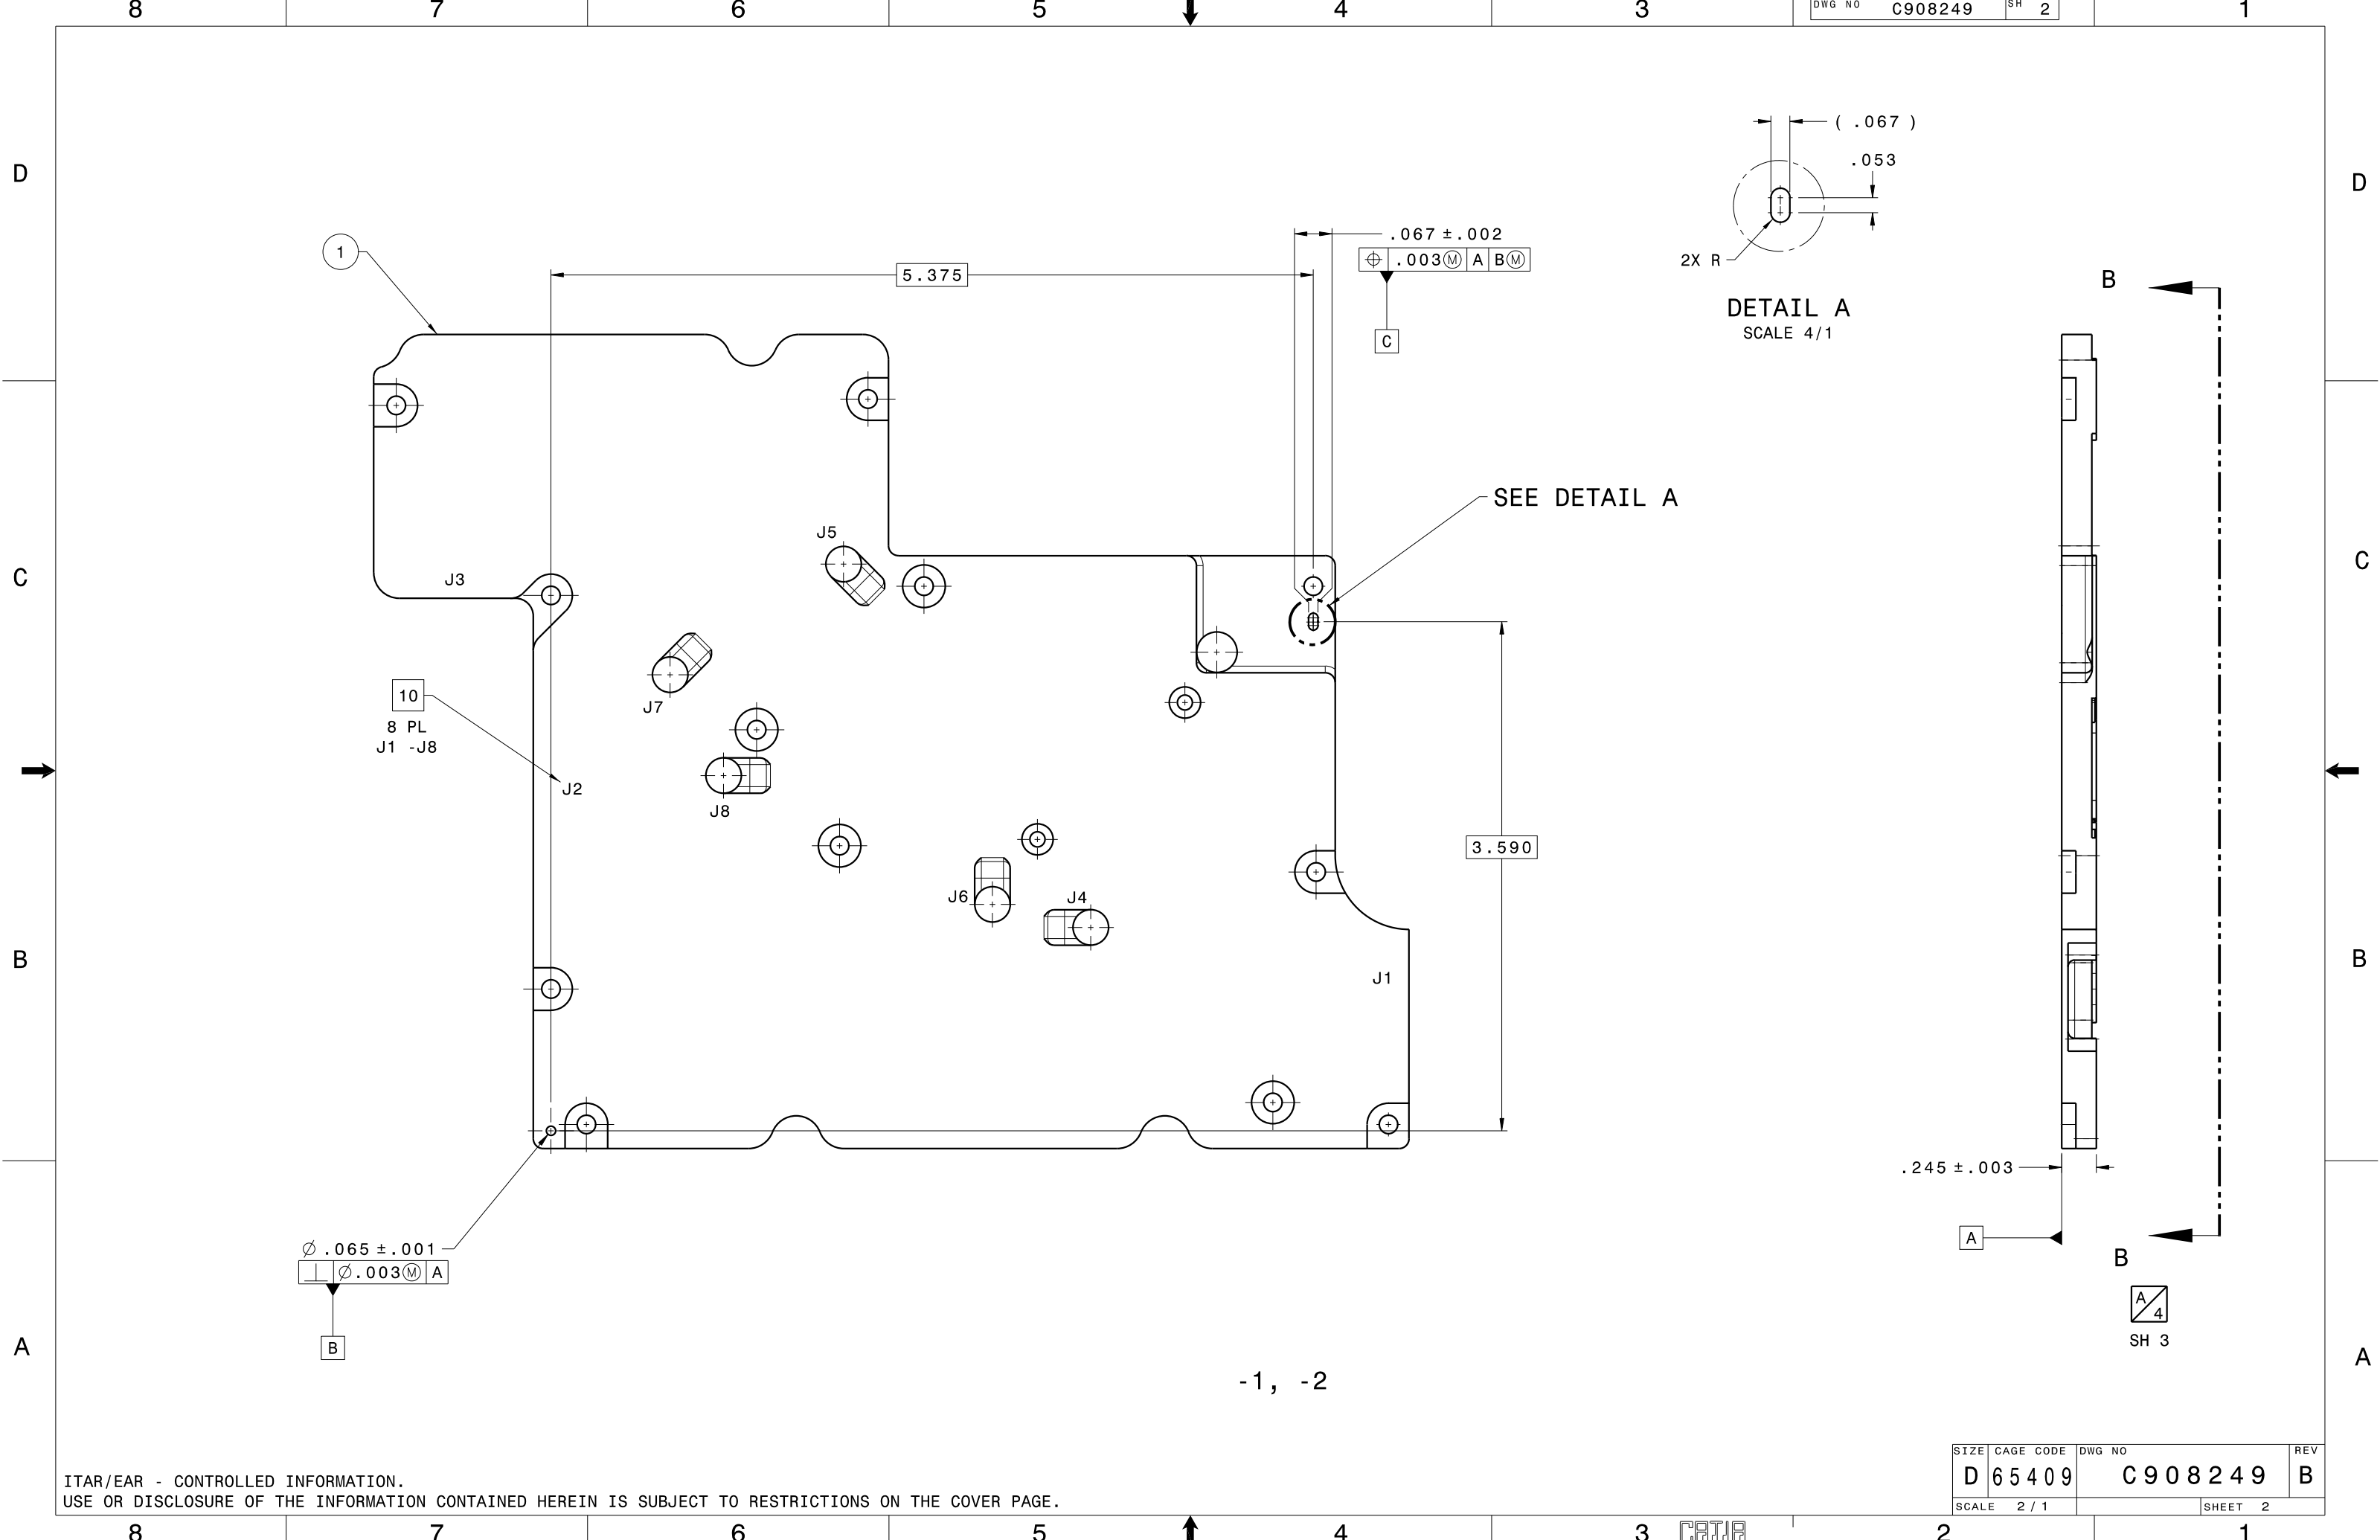 8 7 6 5 4 3 1
DWG NO C908249 SH 2
( .067 )
.053
D D
.067 ±.002
⌖ .003Ⓜ A BⓂ
2X R
1
5.375
B
DETAIL A
SCALE 4/1
C
SEE DETAIL A
J5
C C
J3
J7
10
8 PL
J1 -J8
J2
J8
3.590
J6
J4
B B
J1
.245 ±.003
A
B
⌀ .065 ±.001
⟂ ⌀.003Ⓜ A
A
4
SH 3
B
A A
-1, -2
SIZE CAGE CODE DWG NO REV
D 65409 C908249 B
SCALE 2/1 SHEET 2
ITAR/EAR - CONTROLLED INFORMATION.
USE OR DISCLOSURE OF THE INFORMATION CONTAINED HEREIN IS SUBJECT TO RESTRICTIONS ON THE COVER PAGE.
8 7 6 5 4 3 CATIA 2 1